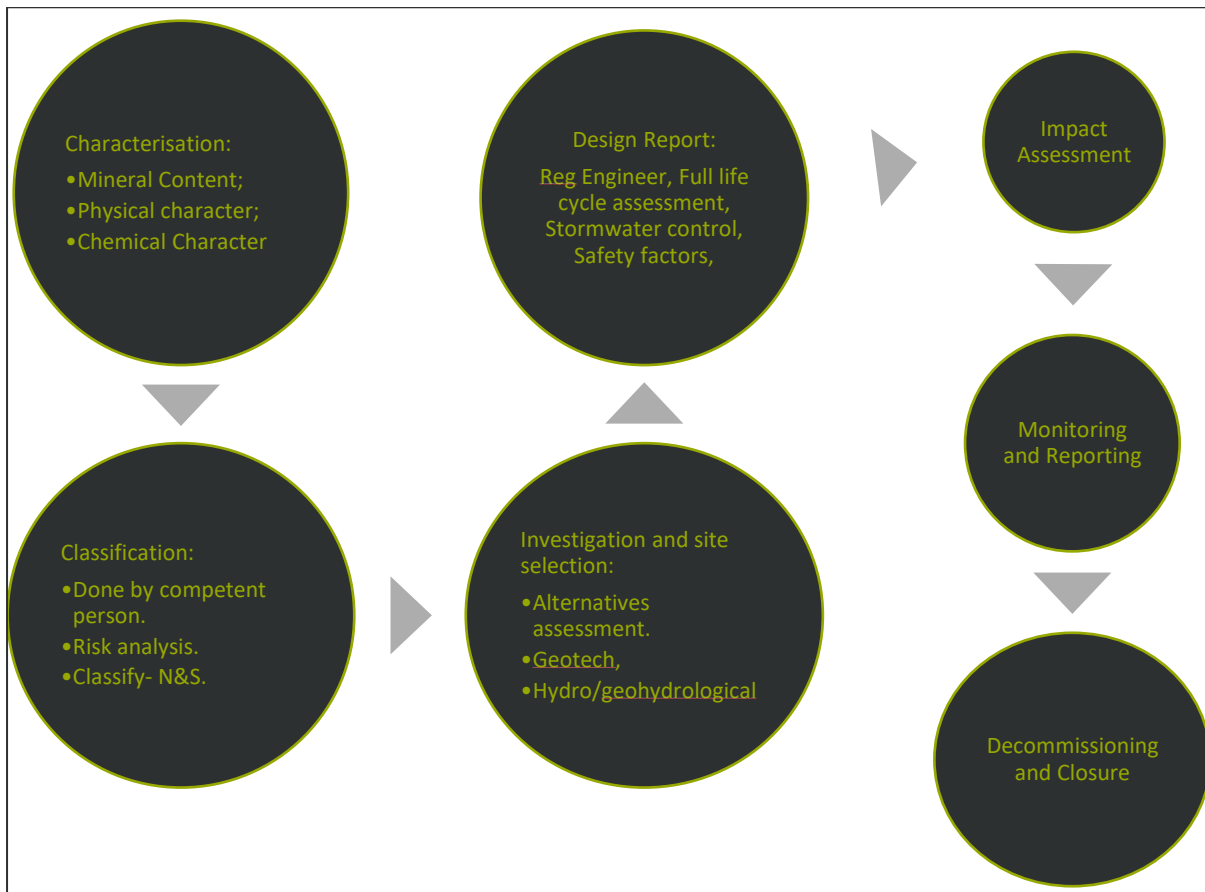 Characterisation:
•Mineral Content;
•Physical character;
•Chemical Character
Classification:
•Done by competent
person.
•Risk analysis.
•Classify- N&S.
Investigation and site
selection:
•Alternatives
assessment.
•Geotech,
•Hydro/geohydrological
Design Report:
Reg Engineer, Full life
cycle assessment,
Stormwater control,
Safety factors,
Impact
Assessment
Monitoring
and Reporting
Decommissioning
and Closure